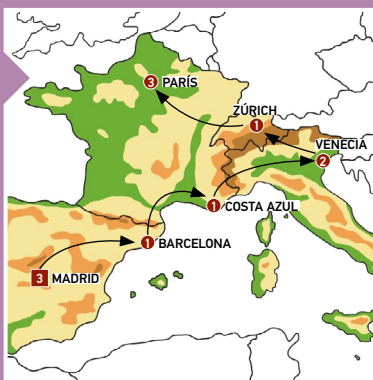 3 PARÍS
ZÚRICH
1
VENECIA
2
1 COSTA AZUL
1 BARCELONA
3 MADRID